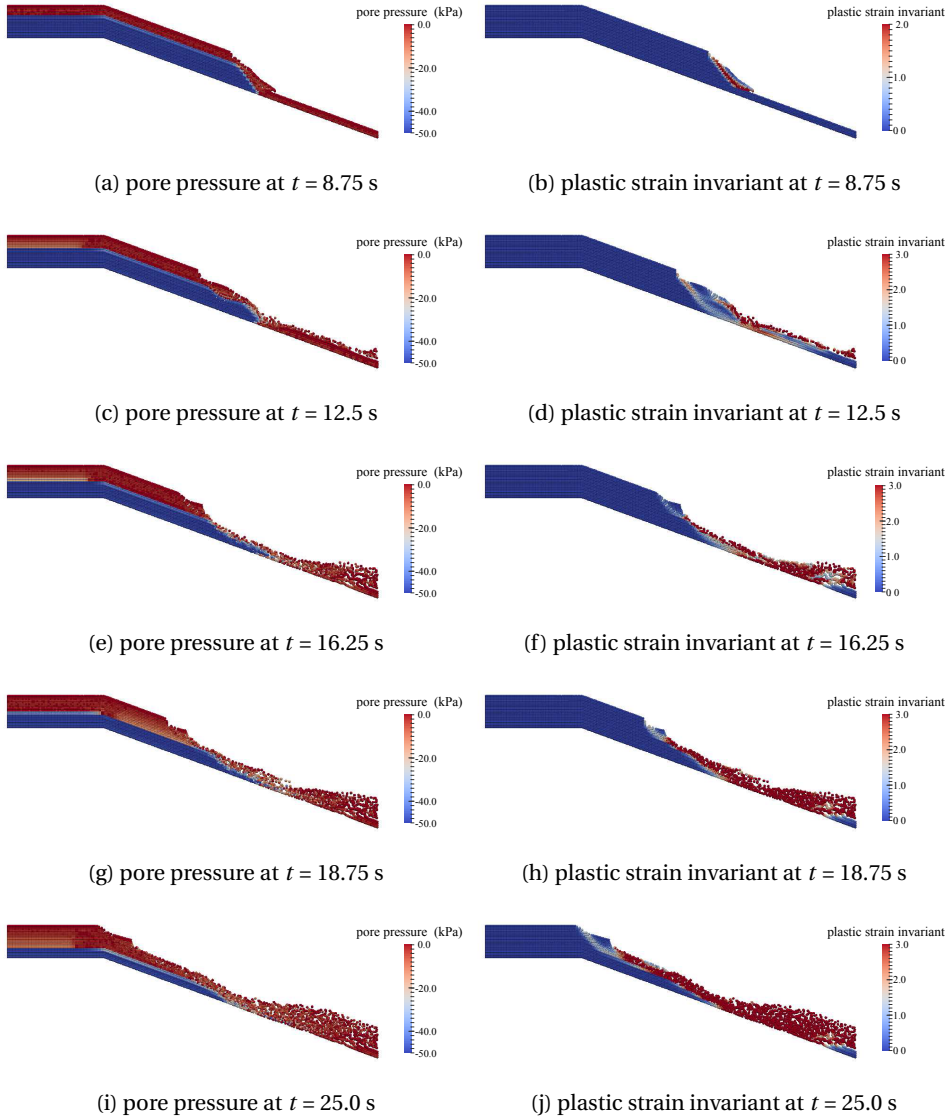 pore pressure (kPa)
0.0
-20.0
-40.0
-50.0
plastic strain invariant
2.0
1.0
0 0
(a) pore pressure at t = 8.75 s
(b) plastic strain invariant at t = 8.75 s
pore pressure (kPa)
0.0
-20.0
-40.0
-50.0
plastic strain invariant
3.0
2.0
1.0
0 0
(c) pore pressure at t = 12.5 s
(d) plastic strain invariant at t = 12.5 s
pore pressure (kPa)
0.0
-20.0
-40.0
-50.0
plastic strain invariant
3.0
2.0
1.0
0 0
(e) pore pressure at t = 16.25 s
(f) plastic strain invariant at t = 16.25 s
pore pressure (kPa)
0.0
-20.0
-40.0
-50.0
plastic strain invariant
3.0
2.0
1.0
0 0
(g) pore pressure at t = 18.75 s
(h) plastic strain invariant at t = 18.75 s
pore pressure (kPa)
0.0
-20.0
-40.0
-50.0
plastic strain invariant
3.0
2.0
1.0
0 0
(i) pore pressure at t = 25.0 s
(j) plastic strain invariant at t = 25.0 s